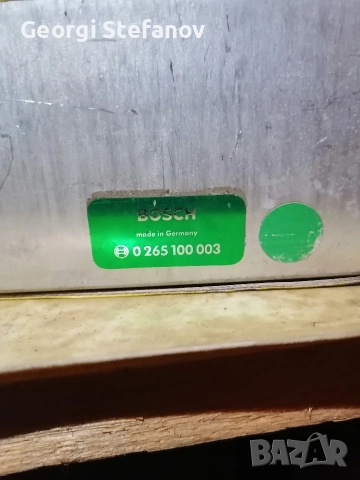 Georgi Stefanov
BOSCH
made in Germany
0 265 100 003
BAZAR